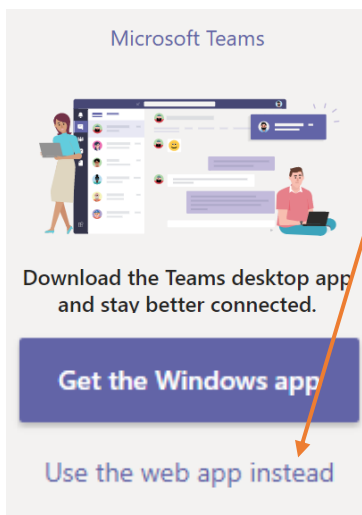 Microsoft Teams
Download the Teams desktop app
and stay better connected.
Get the Windows app
Use the web app instead